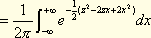 = \frac{1}{2\pi} \int_{-\infty}^{+\infty} e^{-\frac{1}{2}(z^2-2zx+2x^2)} dx